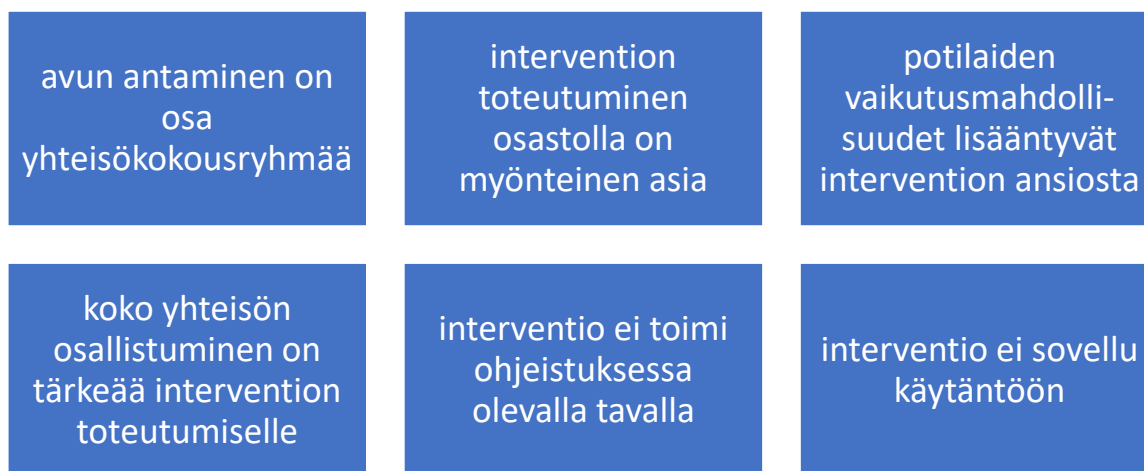 avun antaminen on
osa
yhteisökokousryhmää
intervention
toteutuminen
osastolla on
myönteinen asia
potilaiden
vaikutusmahdolli-
suudet lisääntyvät
intervention ansiosta
koko yhteisön
osallistuminen on
tärkeää intervention
toteutumiselle
interventio ei toimi
ohjeistuksessa
olevalla tavalla
interventio ei sovellu
käytäntöön